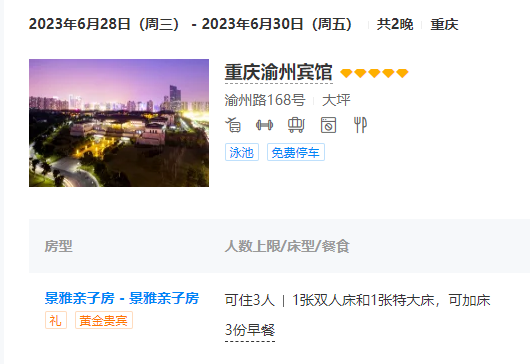 2023年6月28日（周三） - 2023年6月30日（周五） 共2晚 重庆
重庆渝州宾馆
渝州路168号 大坪
泳池 免费停车
房型 人数上限/床型/餐食
景雅亲子房 - 景雅亲子房 可住3人 | 1张双人床和1张特大床，可加床
礼 黄金贵宾
3份早餐